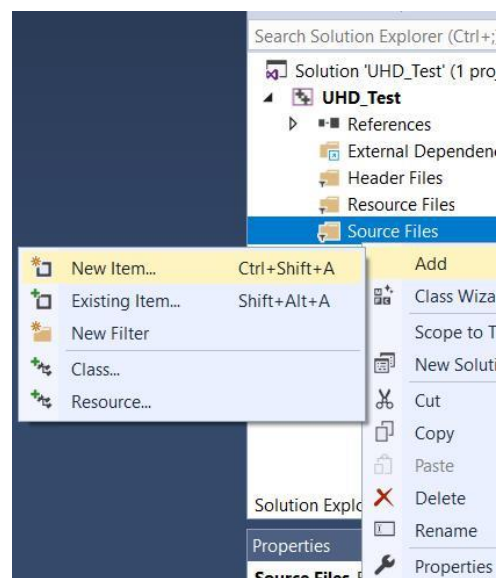 Search Solution Explorer (Ctrl+;
Solution 'UHD_Test' (1 proj
UHD_Test
References
External Dependenc
Header Files
Resource Files
Source Files
New Item... Ctrl+Shift+A
Existing Item... Shift+Alt+A
New Filter
Class...
Resource...
Add
Class Wiza
Scope to T
New Soluti
Cut
Copy
Paste
Delete
Rename
Properties
Solution Explo
Properties
Source Files